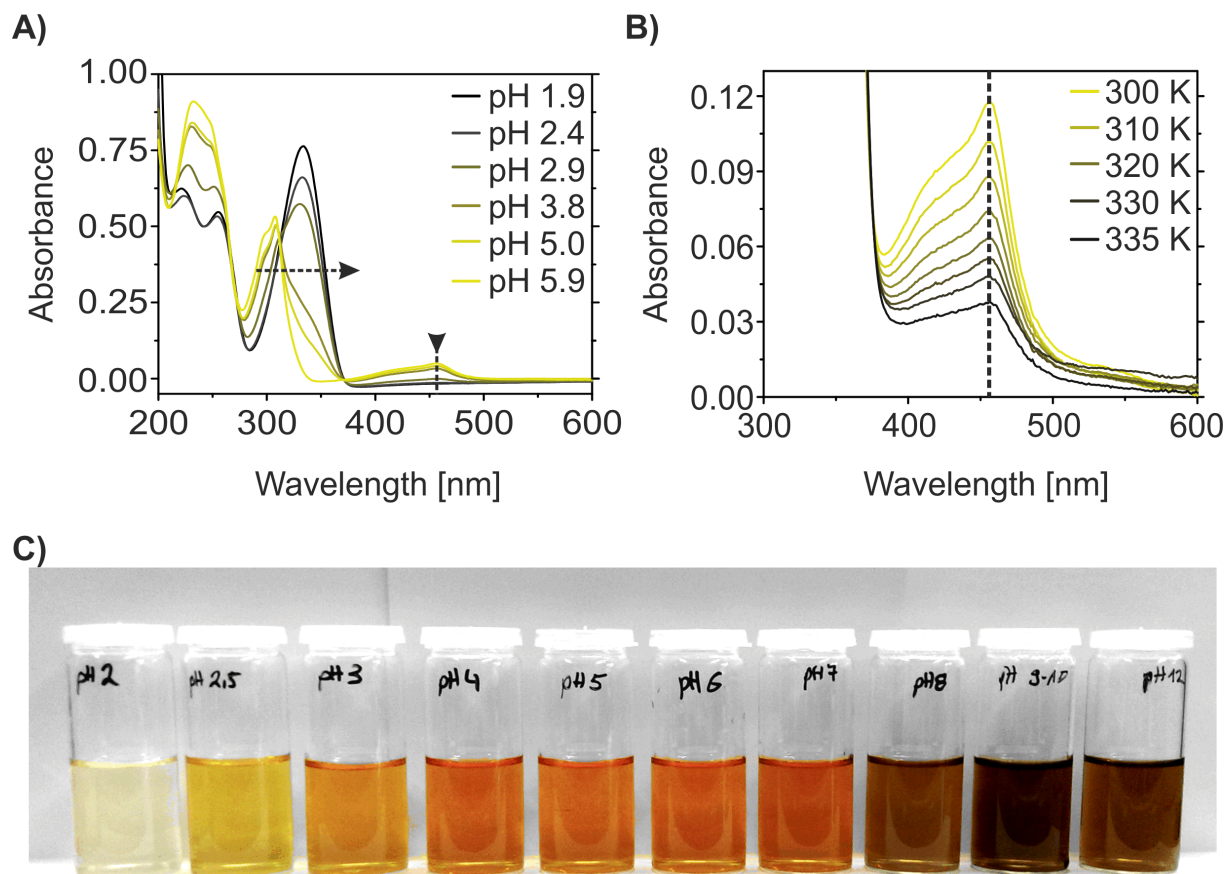 A)
B)
1.00
0.75
0.50
0.25
0.00
Absorbance
200
300
400
500
600
Wavelength [nm]
pH 1.9
pH 2.4
pH 2.9
pH 3.8
pH 5.0
pH 5.9
0.12
0.09
0.06
0.03
0.00
Absorbance
300
400
500
600
Wavelength [nm]
300 K
310 K
320 K
330 K
335 K
C)
pH 2
pH 2,5
pH 3
pH 4
pH 5
pH 6
pH 7
pH 8
pH 9-10
pH 12